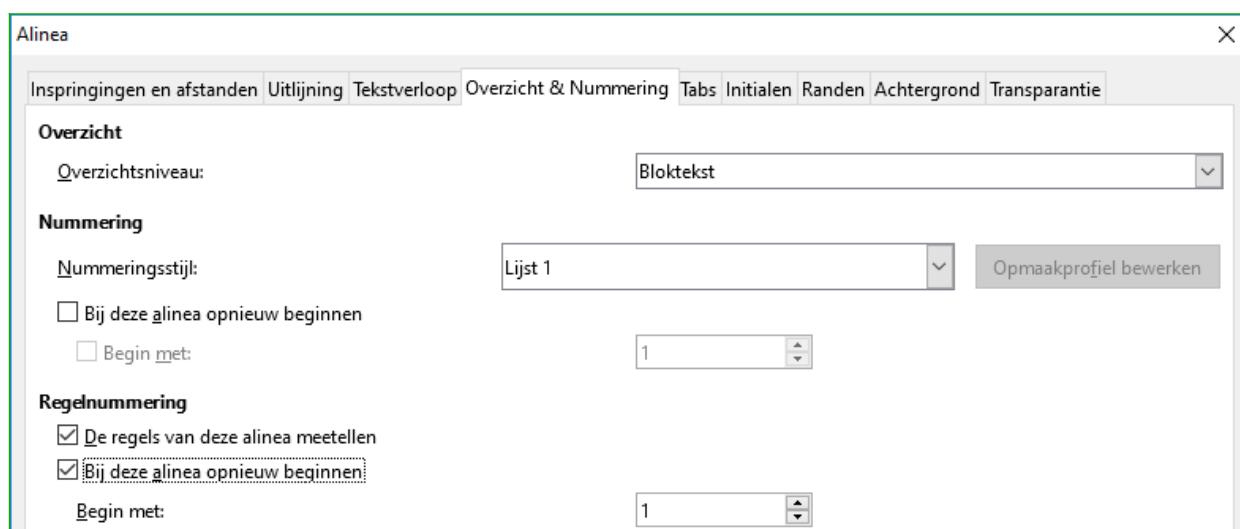 Alinea
Inspringingen en afstanden Uitlijning Tekstverloop Overzicht & Nummering Tabs Initialen Randen Achtergrond Transparantie
Overzicht
Overzichtsniveau: Bloktekst
Nummering
Nummeringsstijl: Lijst 1 Opmaakprofiel bewerken
Bij deze alinea opnieuw beginnen
Begin met: 1
Regelnummering
De regels van deze alinea meetellen
Bij deze alinea opnieuw beginnen
Begin met: 1